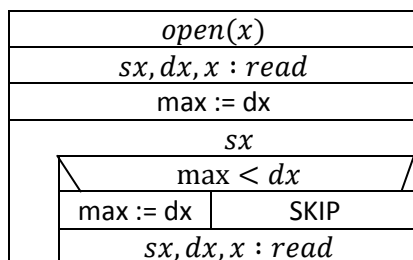 open(x)
sx, dx, x : read
max := dx
sx
max < dx
max := dx SKIP
sx, dx, x : read